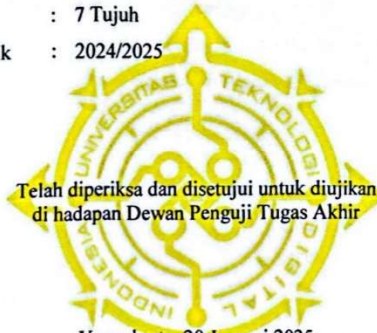 : 7 Tujuh
k : 2024/2025
UNIVERSITAS TEKNOLOGI DIGITAL INDONESIA
Telah diperiksa dan disetujui untuk diujikan
di hadapan Dewan Penguji Tugas Akhir